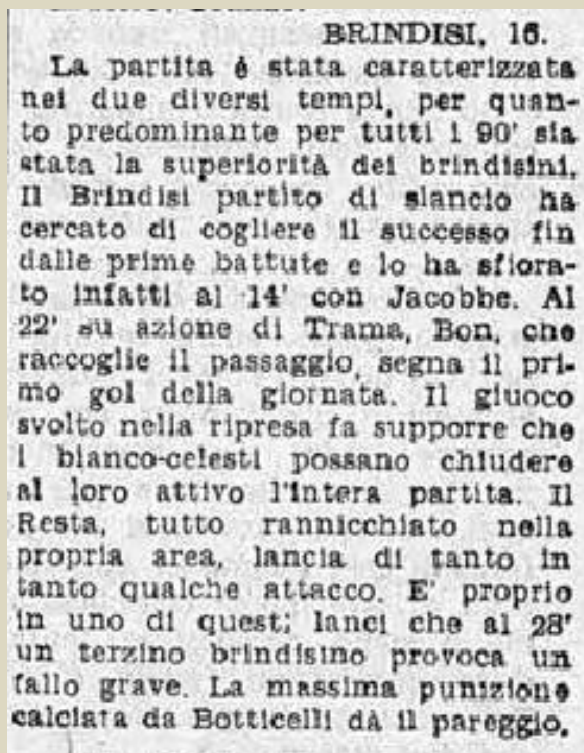 BRINDISI, 16.
La partita è stata caratterizzata
nei due diversi tempi, per quan-
to predominante per tutti i 90' sia
stata la superiorità dei brindisini.
Il Brindisi partito di slancio ha
cercato di cogliere il successo fin
dalle prime battute e lo ha sfiora-
to infatti al 14' con Jacobbe. Al
22' su azione di Trama, Bon, che
raccoglie il passaggio, segna il pri-
mo gol della giornata. Il giuoco
svolto nella ripresa fa supporre che
i bianco-celesti possano chiudere
al loro attivo l'intera partita. Il
Resta, tutto rannicchiato nella
propria area, lancia di tanto in
tanto qualche attacco. E' proprio
in uno di questi lanci che al 28'
un terzino brindisino provoca un
fallo grave. La massima punizione
calciata da Botticelli dà il pareggio.